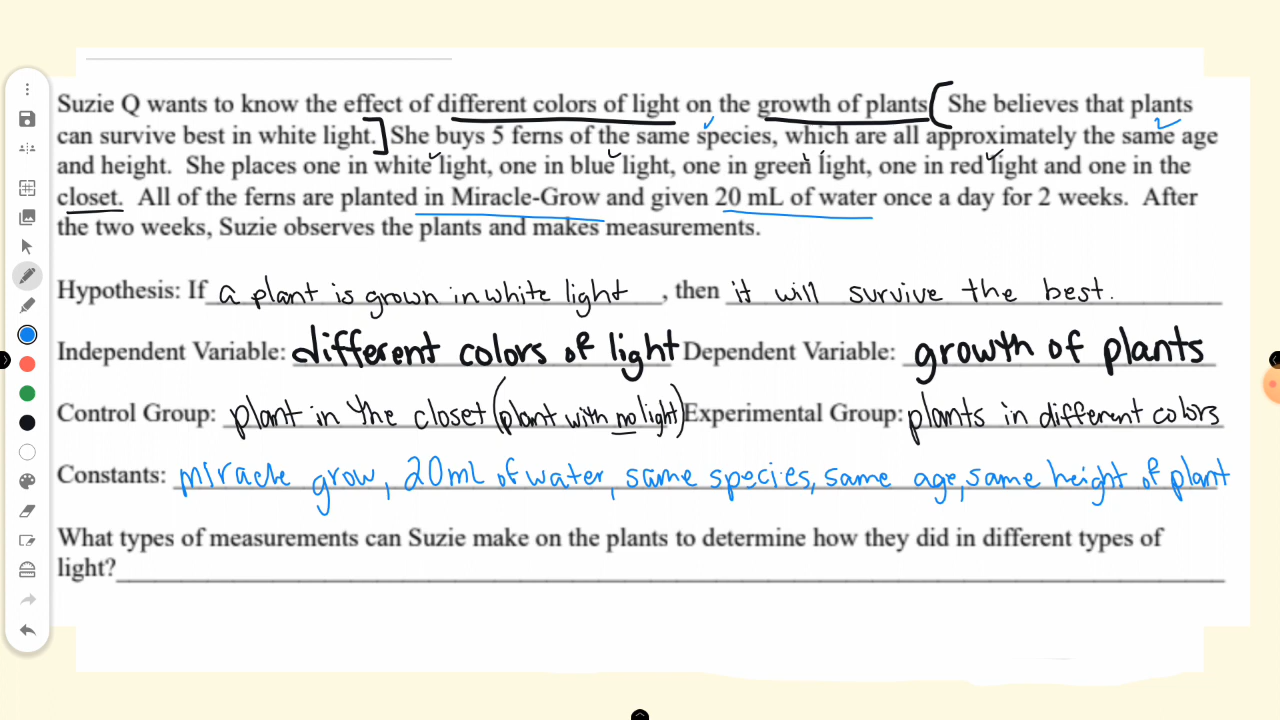 Suzie Q wants to know the effect of different colors of light on the growth of plants. She believes that plants
can survive best in white light. She buys 5 ferns of the same species, which are all approximately the same age
and height. She places one in white light, one in blue light, one in green light, one in red light and one in the
closet. All of the ferns are planted in Miracle-Grow and given 20 mL of water once a day for 2 weeks. After
the two weeks, Suzie observes the plants and makes measurements.
Hypothesis: If a plant is grown in white light, then it will survive the best.
Independent Variable: different colors of light Dependent Variable: growth of plants
Control Group: plant in the closet (plant with no light) Experimental Group: plants in different colors
Constants: miracle grow, 20mL of water, same species, same age, same height of plant
What types of measurements can Suzie make on the plants to determine how they did in different types of
light?